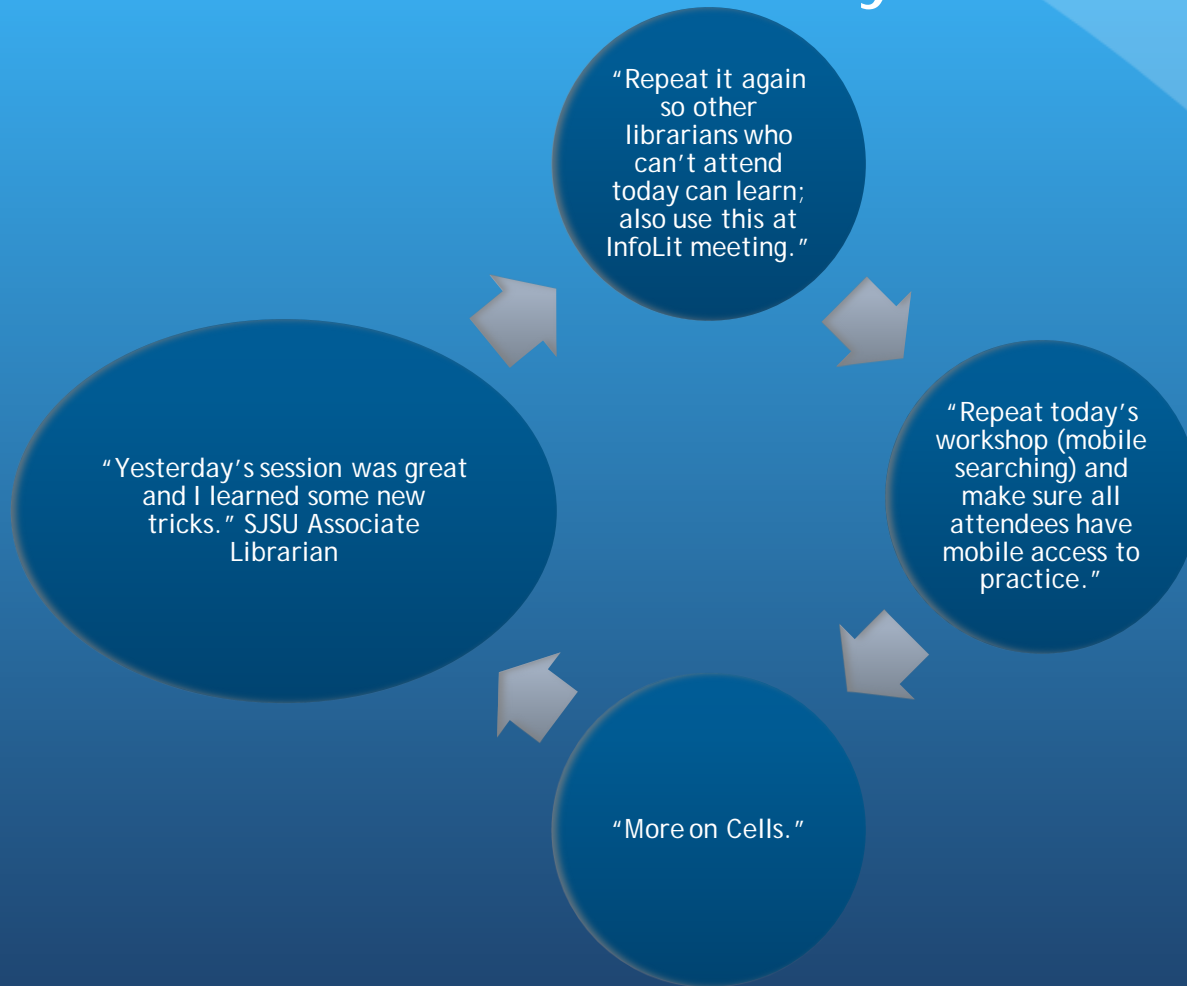 “Repeat it again
so other
librarians who
can’t attend
today can learn;
also use this at
InfoLit meeting.”
“Repeat today’s
workshop (mobile
searching) and
make sure all
attendees have
mobile access to
practice.”
“More on Cells.”
“Yesterday’s session was great
and I learned some new
tricks.” SJSU Associate
Librarian